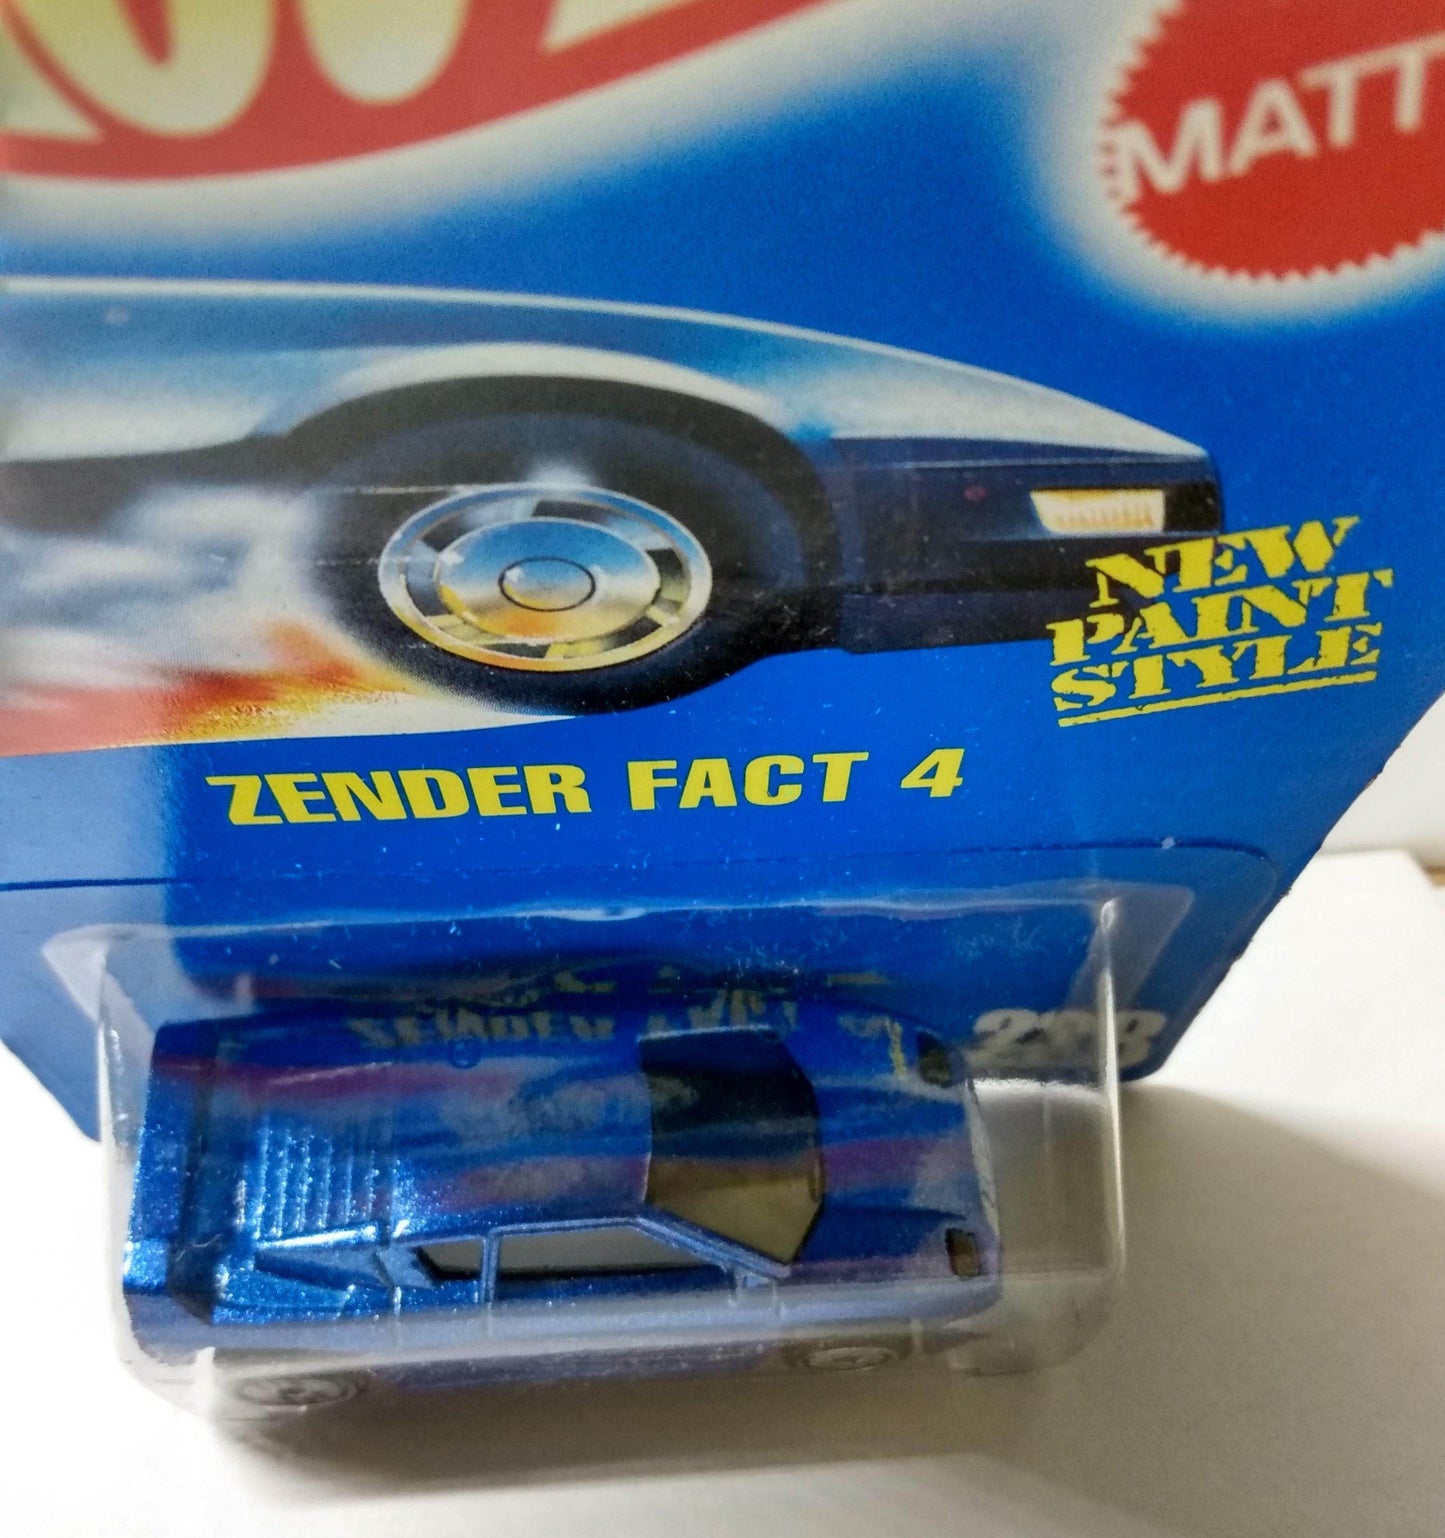 MATT
NEW
PAINT
STYLE
ZENDER FACT 4